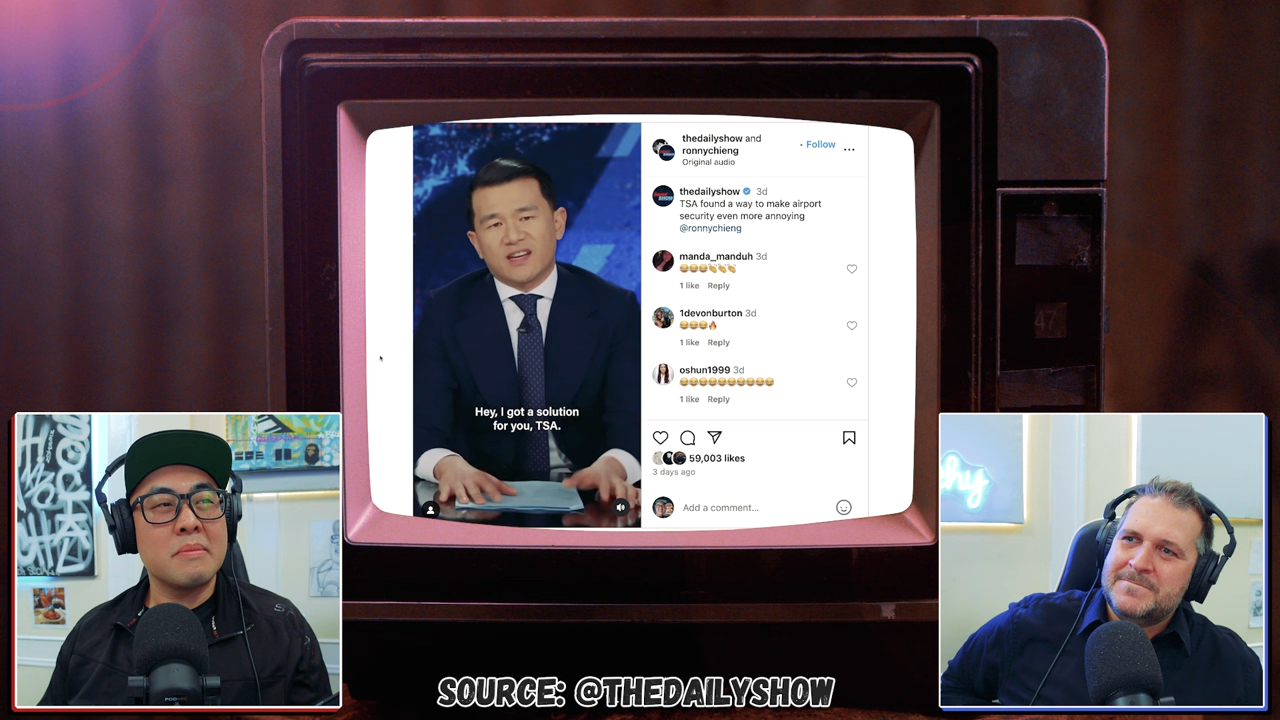 thedailyshow and
ronnychieng
Original audio
• Follow
thedailyshow 3d
TSA found a way to make airport
security even more annoying
@ronnychieng
manda_manduh 3d
😂😂😂👏👏👏
1 like Reply
1devonburton 3d
😂😂😂🔥
1 like Reply
oshun1999 3d
😂😂😂😂😂😂😂😂😂😂
1 like Reply
Hey, I got a solution
for you, TSA.
59,003 likes
3 days ago
Add a comment...
47
hy
SOURCE: @THEDAILYSHOW